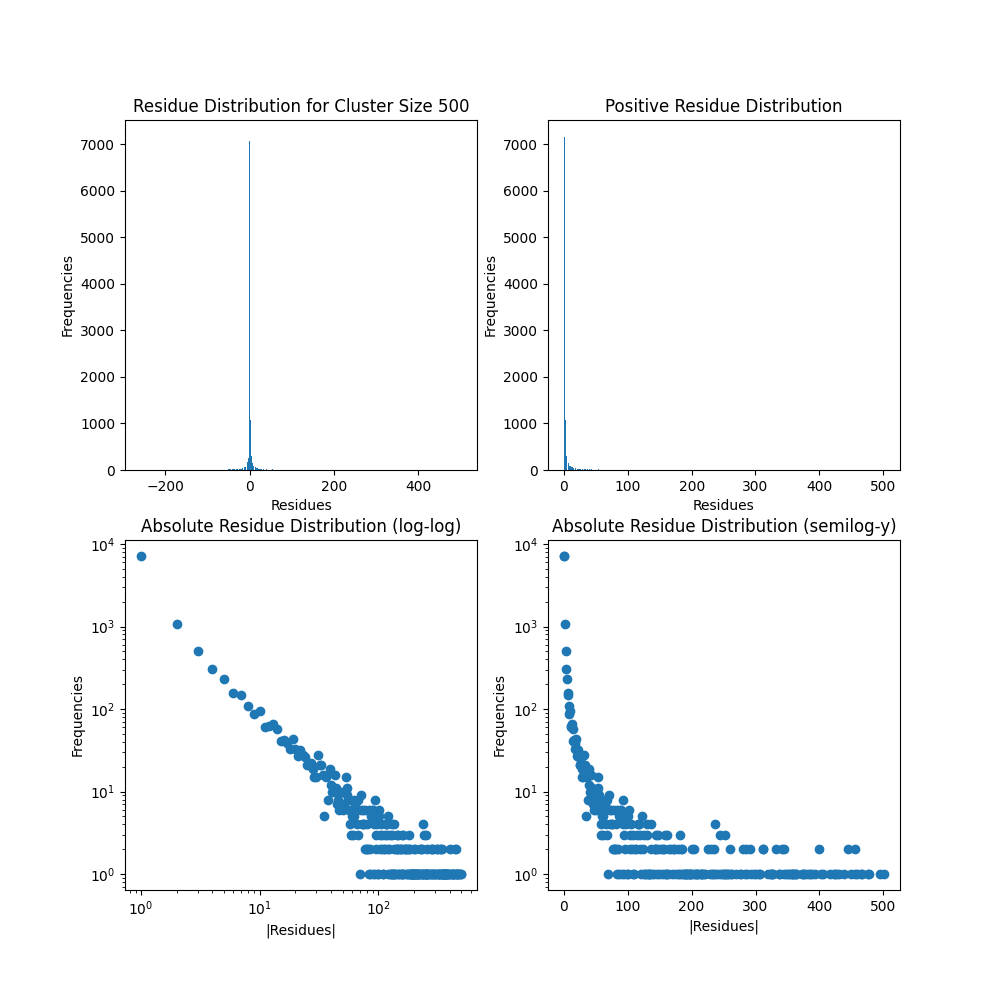 Residue Distribution for Cluster Size 500
Frequencies
7000
6000
5000
4000
3000
2000
1000
0
−200 0 200 400
Residues
Positive Residue Distribution
Frequencies
7000
6000
5000
4000
3000
2000
1000
0
0 100 200 300 400 500
Residues
Absolute Residue Distribution (log-log)
Frequencies
10⁴
10³
10²
10¹
10⁰
10⁰ 10¹ 10²
|Residues|
Absolute Residue Distribution (semilog-y)
Frequencies
10⁴
10³
10²
10¹
10⁰
0 100 200 300 400 500
|Residues|